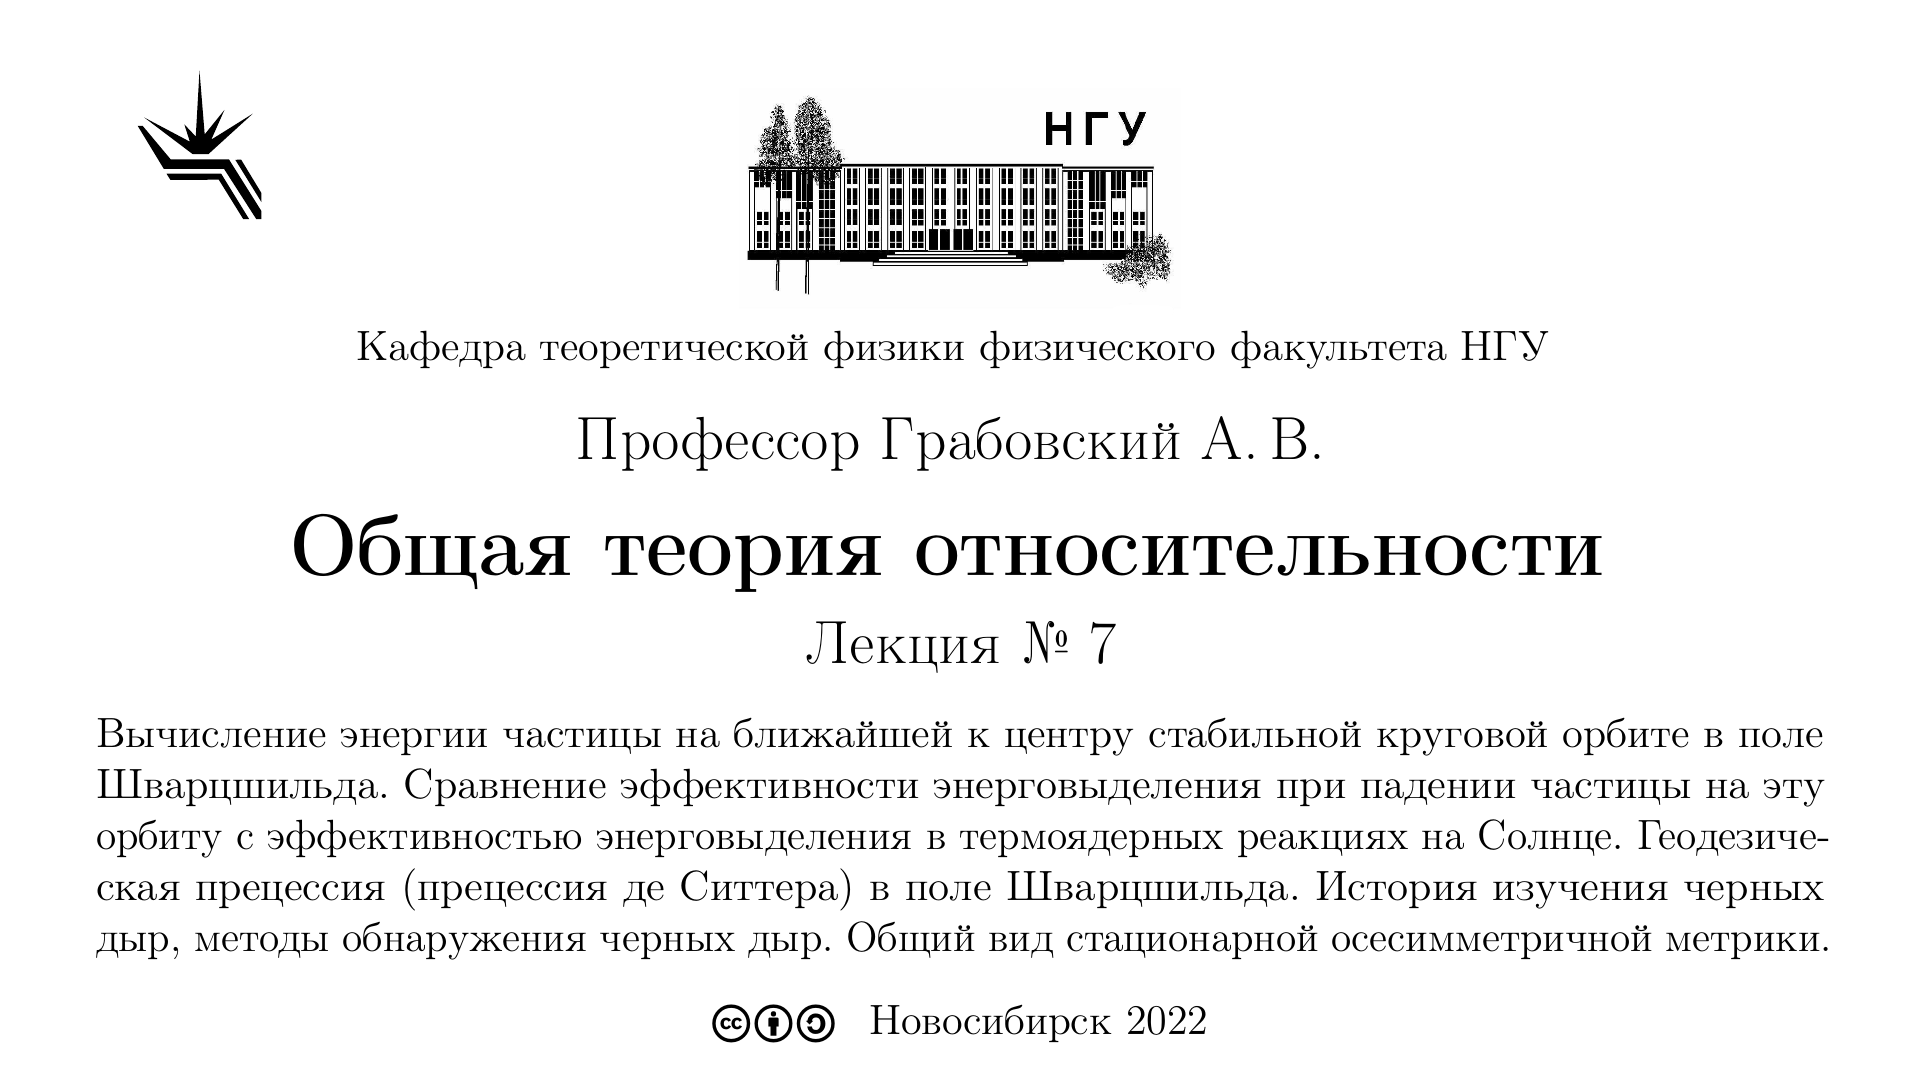 НГУ
Кафедра теоретической физики физического факультета НГУ
Профессор Грабовский А. В.
Общая теория относительности
Лекция № 7
Вычисление энергии частицы на ближайшей к центру стабильной круговой орбите в поле
Шварцшильда. Сравнение эффективности энерговыделения при падении частицы на эту
орбиту с эффективностью энерговыделения в термоядерных реакциях на Солнце. Геодезиче-
ская прецессия (прецессия де Ситтера) в поле Шварцшильда. История изучения черных
дыр, методы обнаружения черных дыр. Общий вид стационарной осесимметричной метрики.
cc Новосибирск 2022